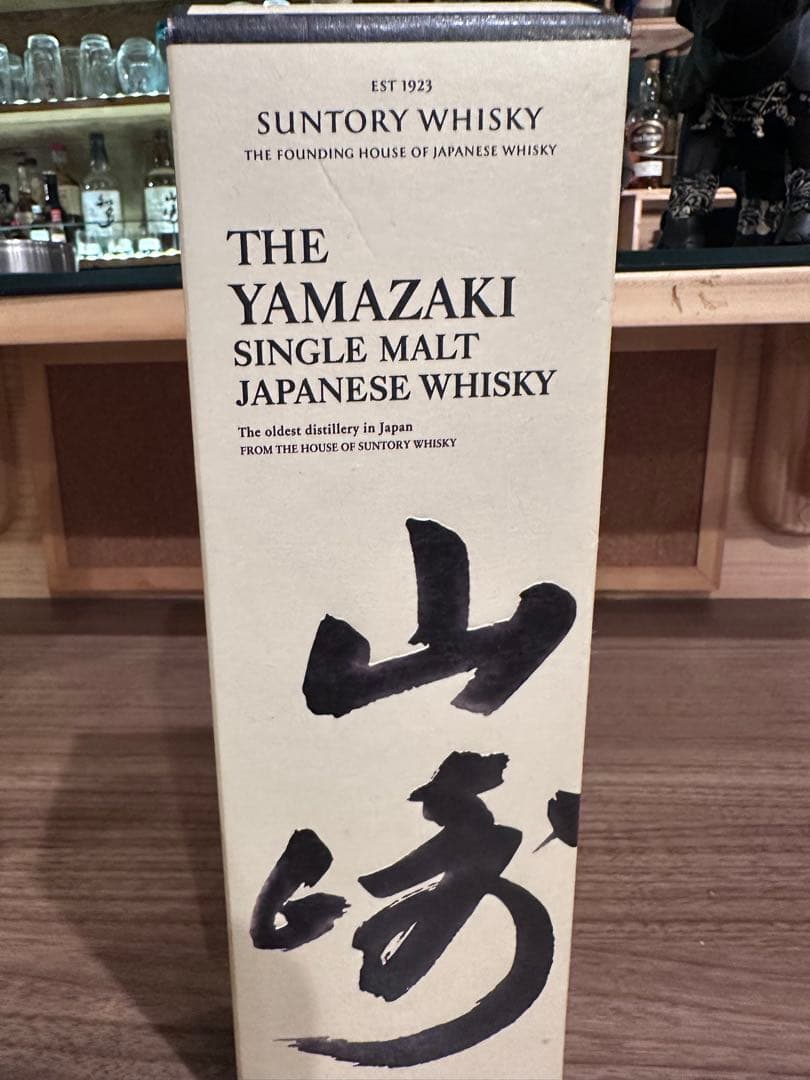 EST 1923
SUNTORY WHISKY
THE FOUNDING HOUSE OF JAPANESE WHISKY
THE
YAMAZAKI
SINGLE MALT
JAPANESE WHISKY
The oldest distillery in Japan
FROM THE HOUSE OF SUNTORY WHISKY
山
崎